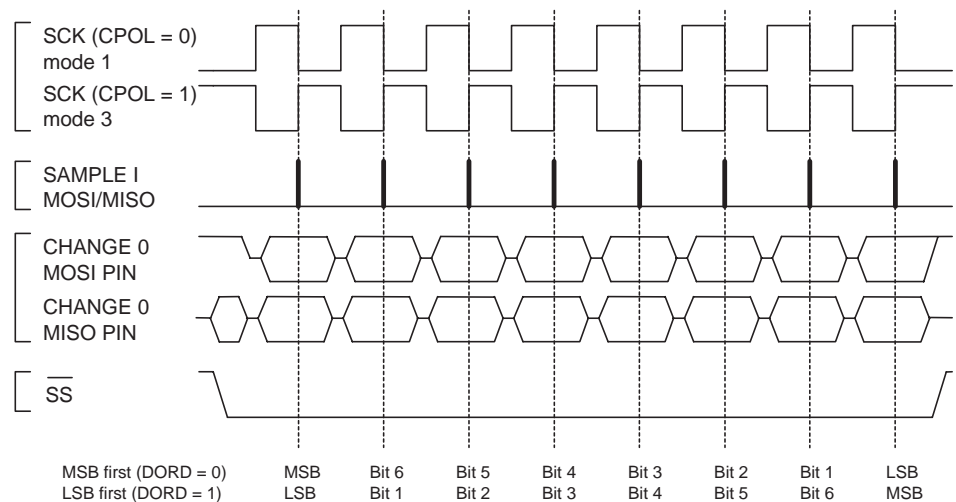 SCK (CPOL = 0)
mode 1
SCK (CPOL = 1)
mode 3
SAMPLE I
MOSI/MISO
CHANGE 0
MOSI PIN
CHANGE 0
MISO PIN
SS
MSB first (DORD = 0) MSB Bit 6 Bit 5 Bit 4 Bit 3 Bit 2 Bit 1 LSB
LSB first (DORD = 1) LSB Bit 1 Bit 2 Bit 3 Bit 4 Bit 5 Bit 6 MSB